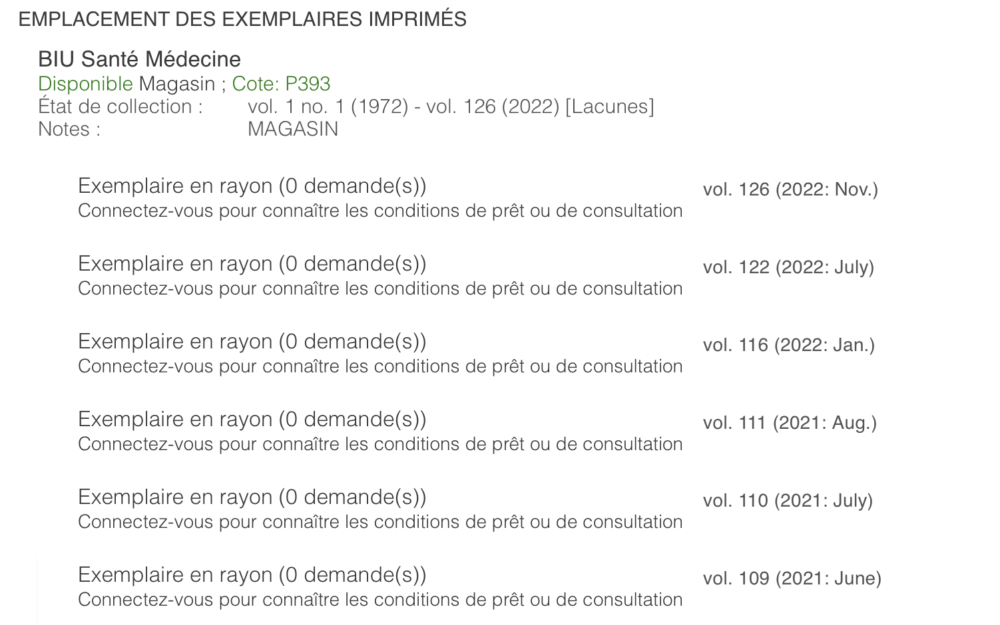 EMPLACEMENT DES EXEMPLAIRES IMPRIMÉS
BIU Santé Médecine
Disponible Magasin ; Cote: P393
État de collection : vol. 1 no. 1 (1972) - vol. 126 (2022) [Lacunes]
Notes : MAGASIN
Exemplaire en rayon (0 demande(s)) vol. 126 (2022: Nov.)
Connectez-vous pour connaître les conditions de prêt ou de consultation
Exemplaire en rayon (0 demande(s)) vol. 122 (2022: July)
Connectez-vous pour connaître les conditions de prêt ou de consultation
Exemplaire en rayon (0 demande(s)) vol. 116 (2022: Jan.)
Connectez-vous pour connaître les conditions de prêt ou de consultation
Exemplaire en rayon (0 demande(s)) vol. 111 (2021: Aug.)
Connectez-vous pour connaître les conditions de prêt ou de consultation
Exemplaire en rayon (0 demande(s)) vol. 110 (2021: July)
Connectez-vous pour connaître les conditions de prêt ou de consultation
Exemplaire en rayon (0 demande(s)) vol. 109 (2021: June)
Connectez-vous pour connaître les conditions de prêt ou de consultation